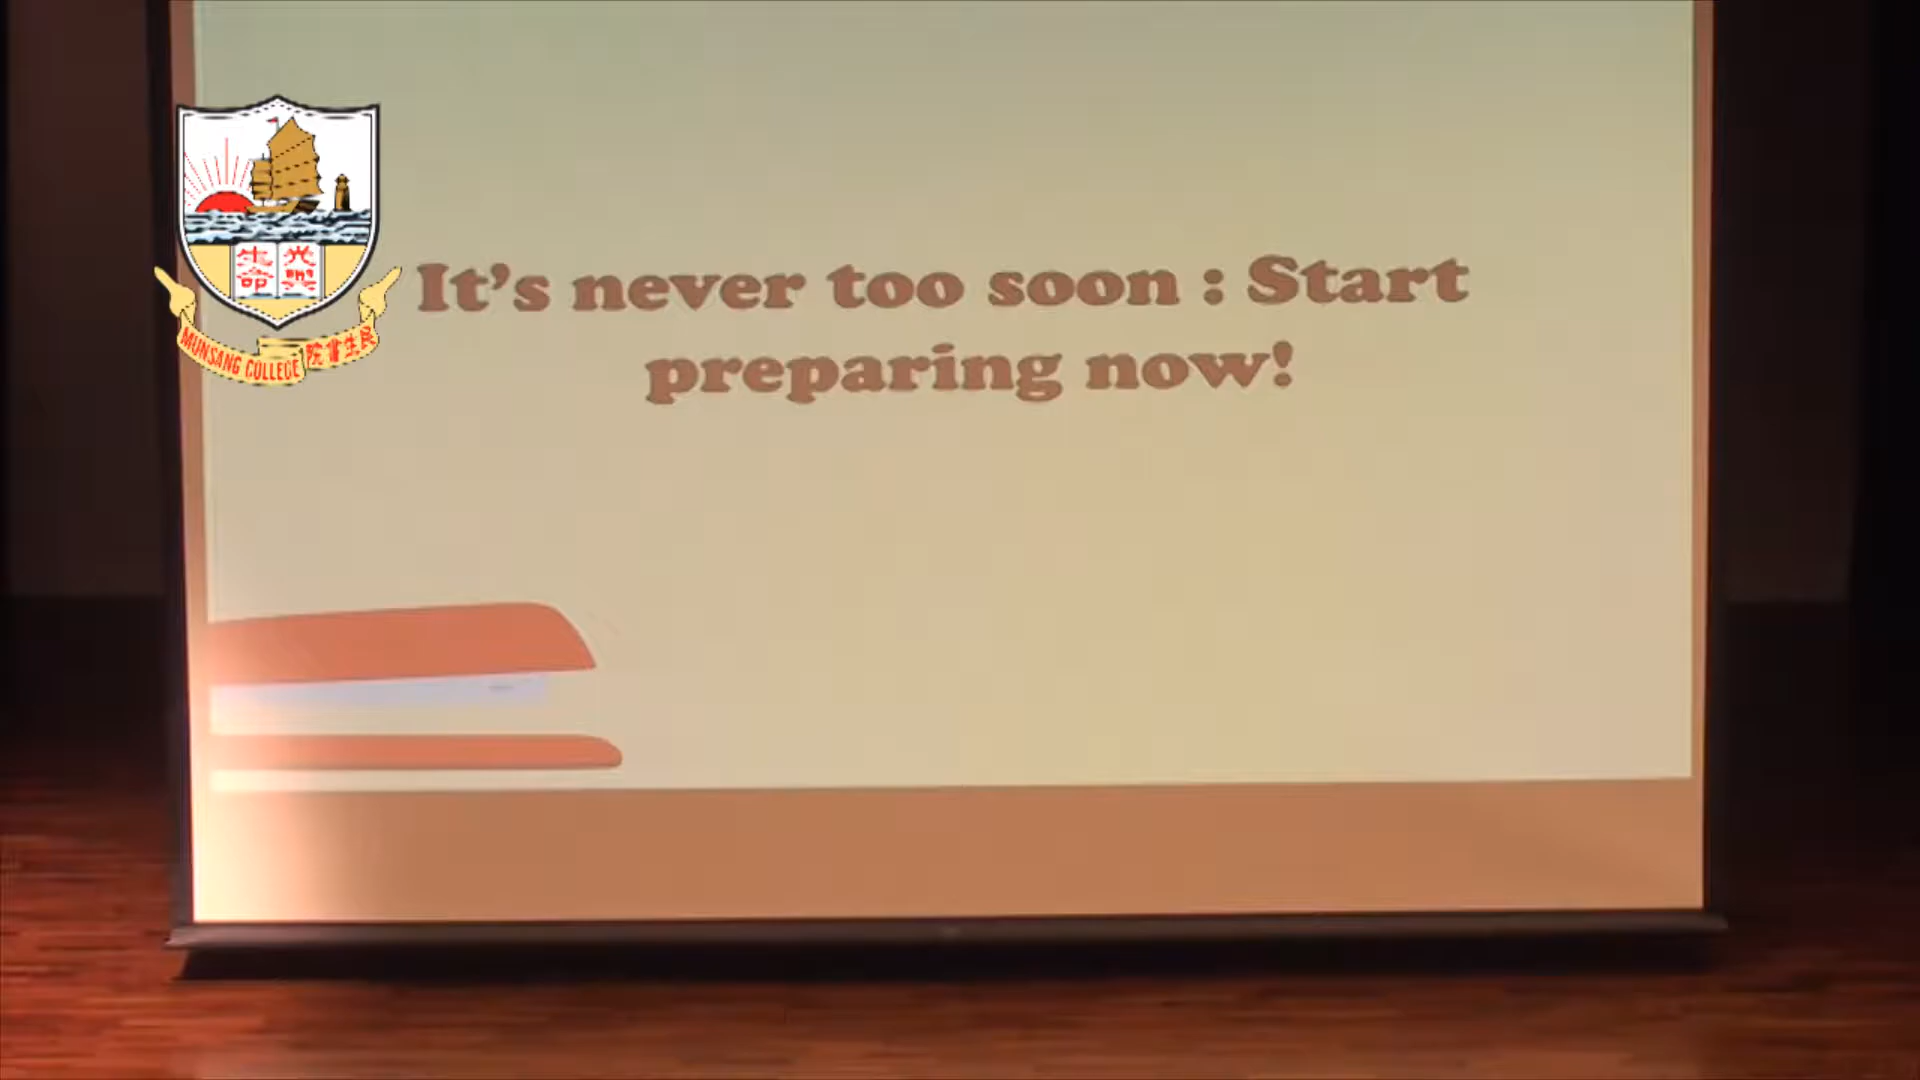 It's never too soon : Start
preparing now!
生 光
命 與
MUNSANG COLLEGE 院書生民